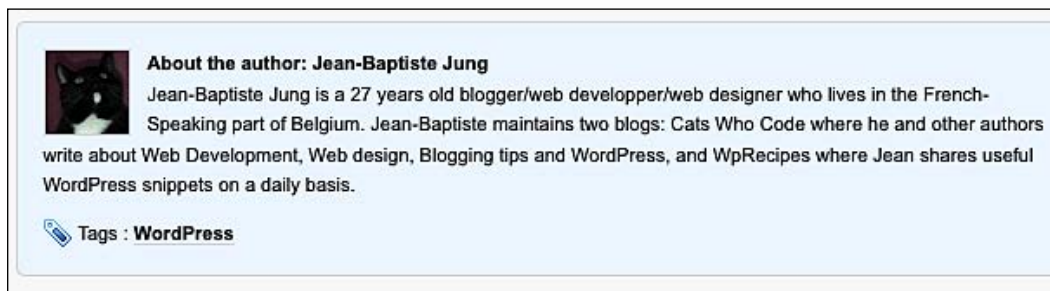 About the author: Jean-Baptiste Jung
Jean-Baptiste Jung is a 27 years old blogger/web developper/web designer who lives in the French-
Speaking part of Belgium. Jean-Baptiste maintains two blogs: Cats Who Code where he and other authors
write about Web Development, Web design, Blogging tips and WordPress, and WpRecipes where Jean shares useful
WordPress snippets on a daily basis.
Tags : WordPress